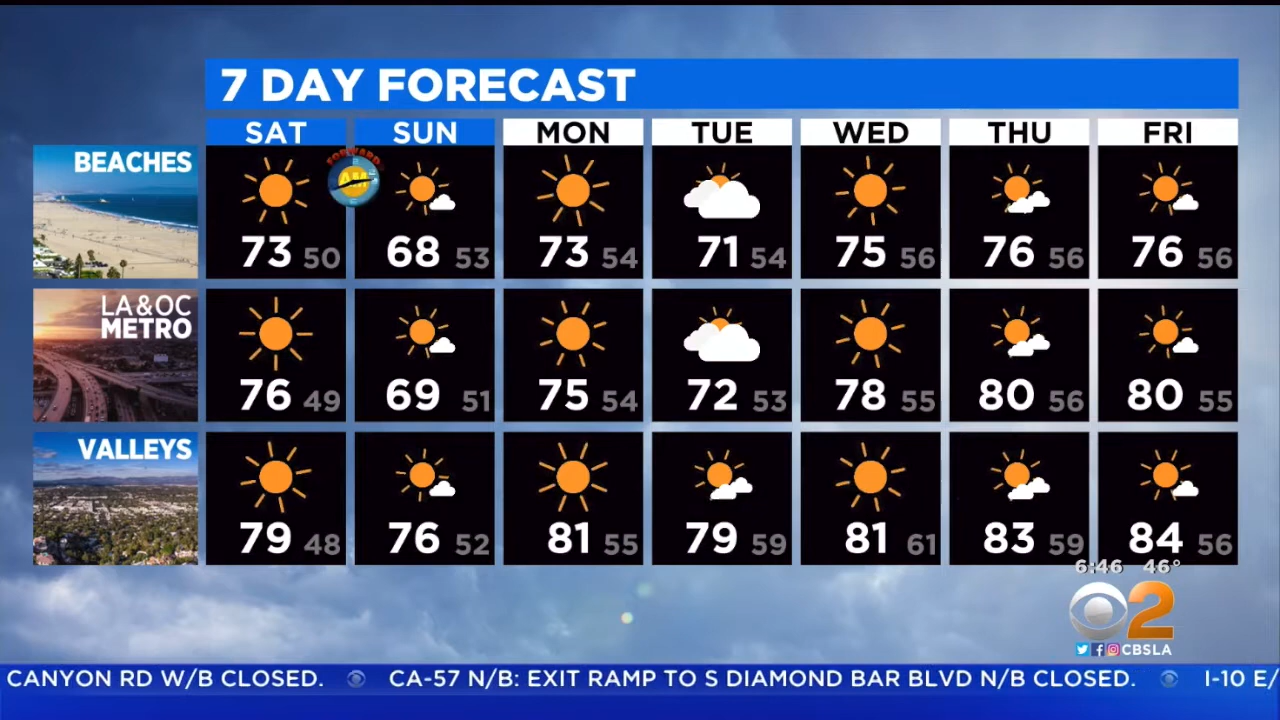 7 DAY FORECAST
SAT SUN MON TUE WED THU FRI
BEACHES
FORWARD
AM
73 50 68 53 73 54 71 54 75 56 76 56 76 56
LA&OC
METRO
76 49 69 51 75 54 72 53 78 55 80 56 80 55
VALLEYS
79 48 76 52 81 55 79 59 81 61 83 59 84 56
6:46 46°
2
CBSLA
CANYON RD W/B CLOSED. CA-57 N/B: EXIT RAMP TO S DIAMOND BAR BLVD N/B CLOSED. I-10 E/